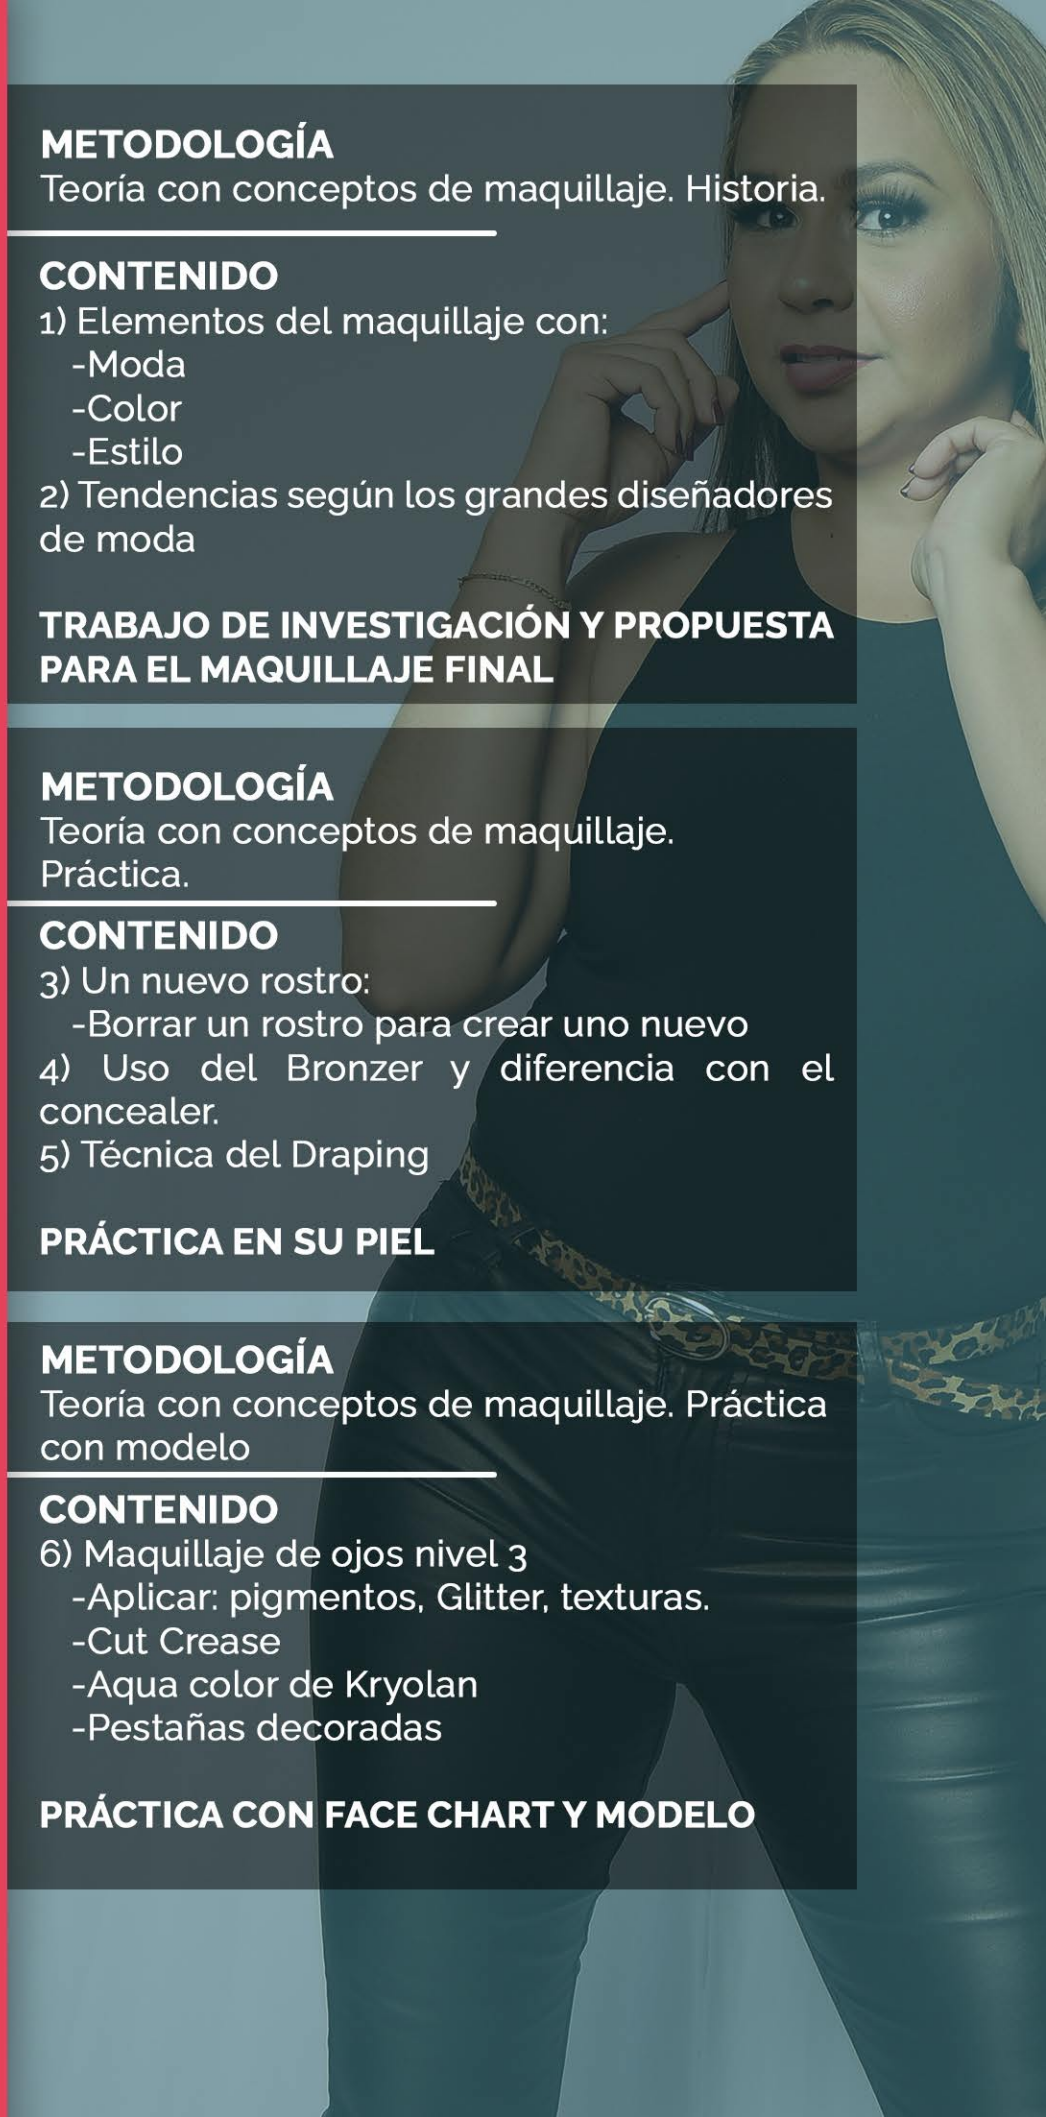 METODOLOGÍA
Teoría con conceptos de maquillaje. Historia.
CONTENIDO
1) Elementos del maquillaje con:
-Moda
-Color
-Estilo
2) Tendencias según los grandes diseñadores
de moda
TRABAJO DE INVESTIGACIÓN Y PROPUESTA
PARA EL MAQUILLAJE FINAL
METODOLOGÍA
Teoría con conceptos de maquillaje.
Práctica.
CONTENIDO
3) Un nuevo rostro:
-Borrar un rostro para crear uno nuevo
4) Uso del Bronzer y diferencia con el
concealer.
5) Técnica del Draping
PRÁCTICA EN SU PIEL
METODOLOGÍA
Teoría con conceptos de maquillaje. Práctica
con modelo
CONTENIDO
6) Maquillaje de ojos nivel 3
-Aplicar: pigmentos, Glitter, texturas.
-Cut Crease
-Aqua color de Kryolan
-Pestañas decoradas
PRÁCTICA CON FACE CHART Y MODELO